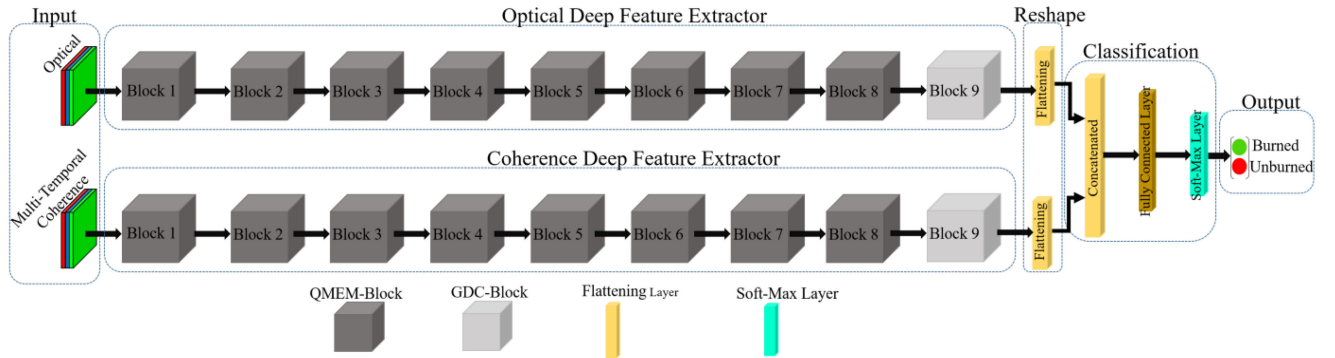 Input
Optical Deep Feature Extractor
Reshape
Optical
Block 1
Block 2
Block 3
Block 4
Block 5
Block 6
Block 7
Block 8
Block 9
Flattening
Classification
Multi-Temporal
Coherence
Coherence Deep Feature Extractor
Block 1
Block 2
Block 3
Block 4
Block 5
Block 6
Block 7
Block 8
Block 9
Flattening
Concatenated
Fully Connected Layer
Soft-Max Layer
Output
Burned
Unburned
QMEM-Block
GDC-Block
Flattening Layer
Soft-Max Layer